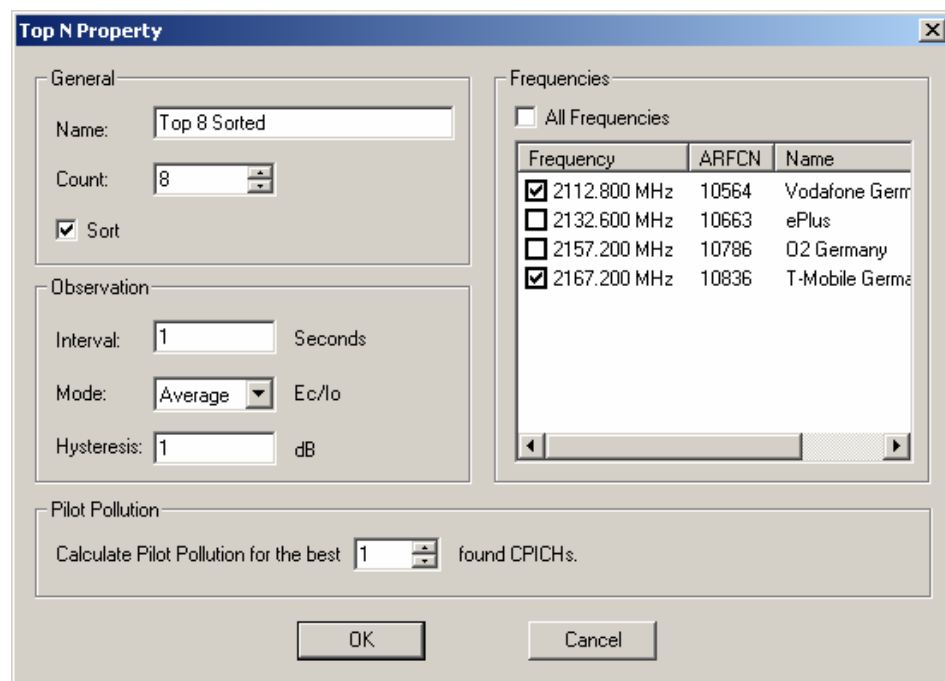 Top N Property
General
Name: Top 8 Sorted
Count: 8
Sort
Observation
Interval: 1 Seconds
Mode: Average Ec/Io
Hysteresis: 1 dB
Frequencies
All Frequencies
Frequency ARFCN Name
2112.800 MHz 10564 Vodafone Germ
2132.600 MHz 10663 ePlus
2157.200 MHz 10786 O2 Germany
2167.200 MHz 10836 T-Mobile Germa
Pilot Pollution
Calculate Pilot Pollution for the best 1 found CPICHs.
OK Cancel